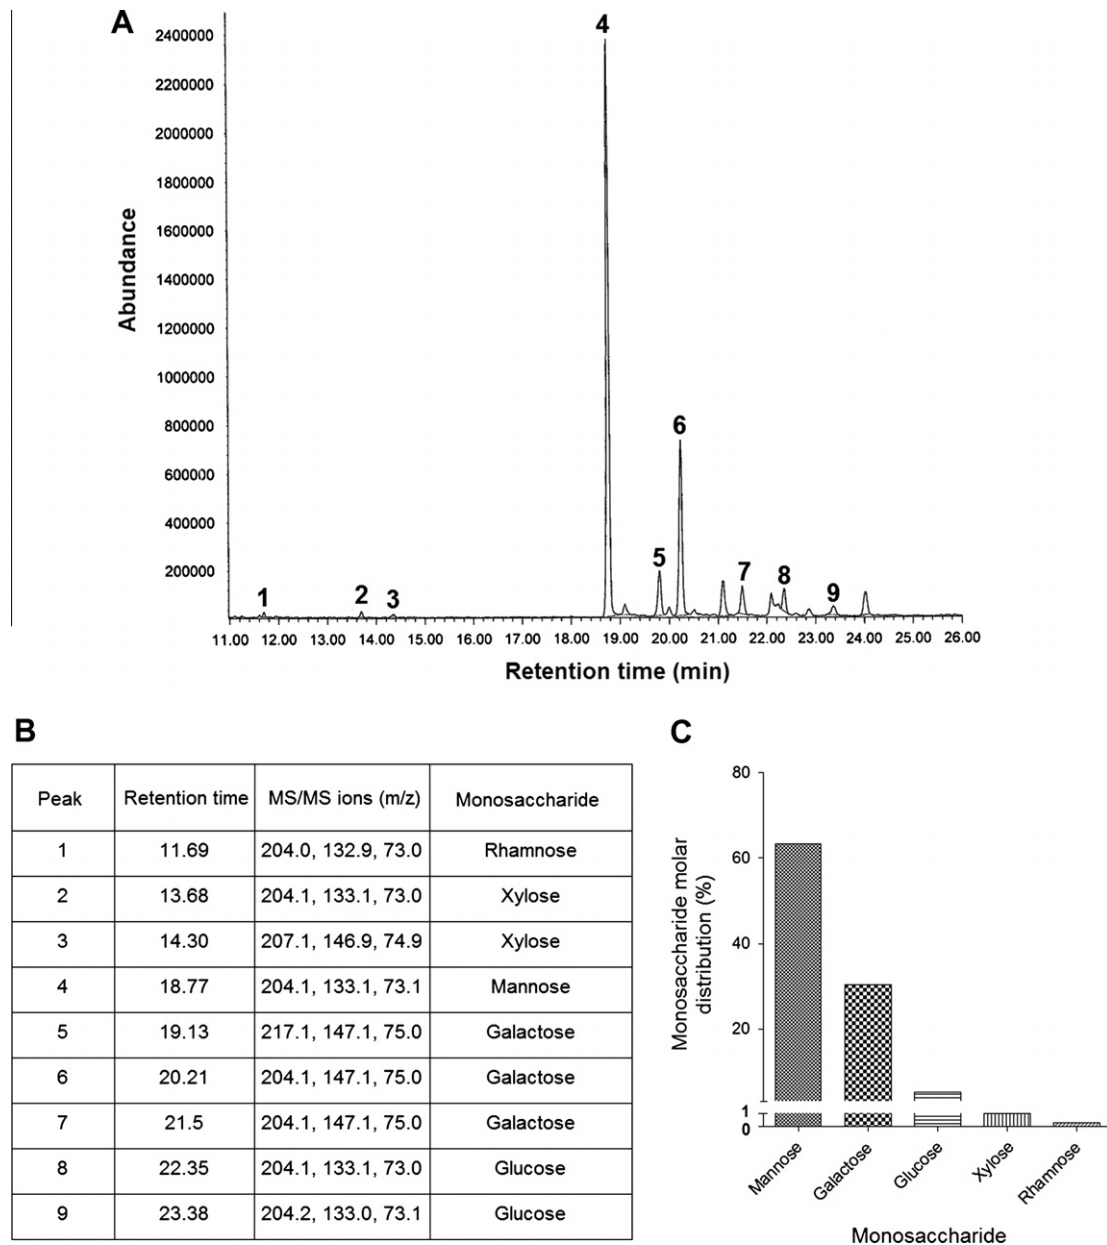 A
4
2400000
2200000
2000000
1800000
1600000
1400000
1200000
1000000
800000
600000
400000
200000
Abundance
6
5
7
8
9
1
2
3
11.00 12.00 13.00 14.00 15.00 16.00 17.00 18.00 19.00 20.00 21.00 22.00 23.00 24.00 25.00 26.00
Retention time (min)
B
Peak Retention time MS/MS ions (m/z) Monosaccharide
1 11.69 204.0, 132.9, 73.0 Rhamnose
2 13.68 204.1, 133.1, 73.0 Xylose
3 14.30 207.1, 146.9, 74.9 Xylose
4 18.77 204.1, 133.1, 73.1 Mannose
5 19.13 217.1, 147.1, 75.0 Galactose
6 20.21 204.1, 147.1, 75.0 Galactose
7 21.5 204.1, 147.1, 75.0 Galactose
8 22.35 204.1, 133.1, 73.0 Glucose
9 23.38 204.2, 133.0, 73.1 Glucose
C
80
60
40
20
1
0
Monosaccharide molar
distribution (%)
Mannose
Galactose
Glucose
Xylose
Rhamnose
Monosaccharide